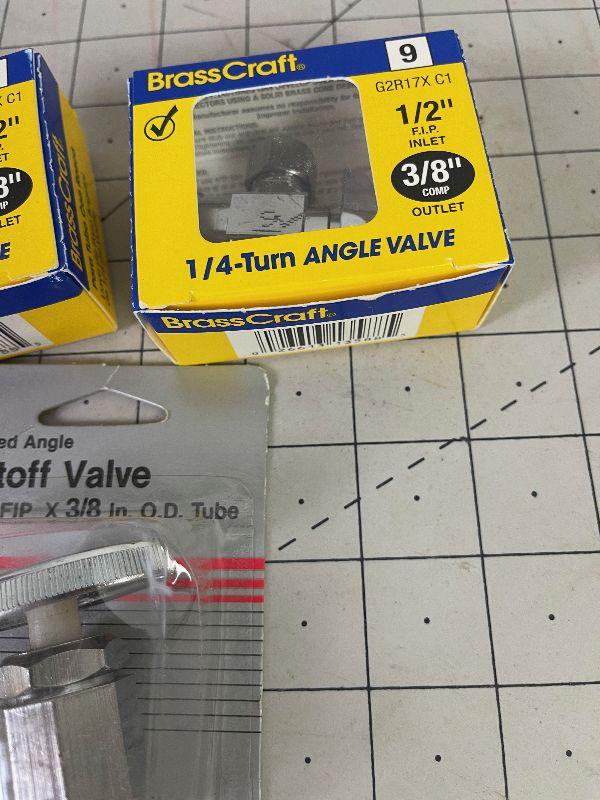 BrassCraft®
9
G2R17X C1
1/2"
F.I.P.
INLET
3/8"
COMP
OUTLET
1/4-Turn ANGLE VALVE
BrassCraft®
X C1
2"
P.
ET
8"
MP
LET
E
BrassCraft
ed Angle
toff Valve
FIP X 3/8 In. O.D. Tube